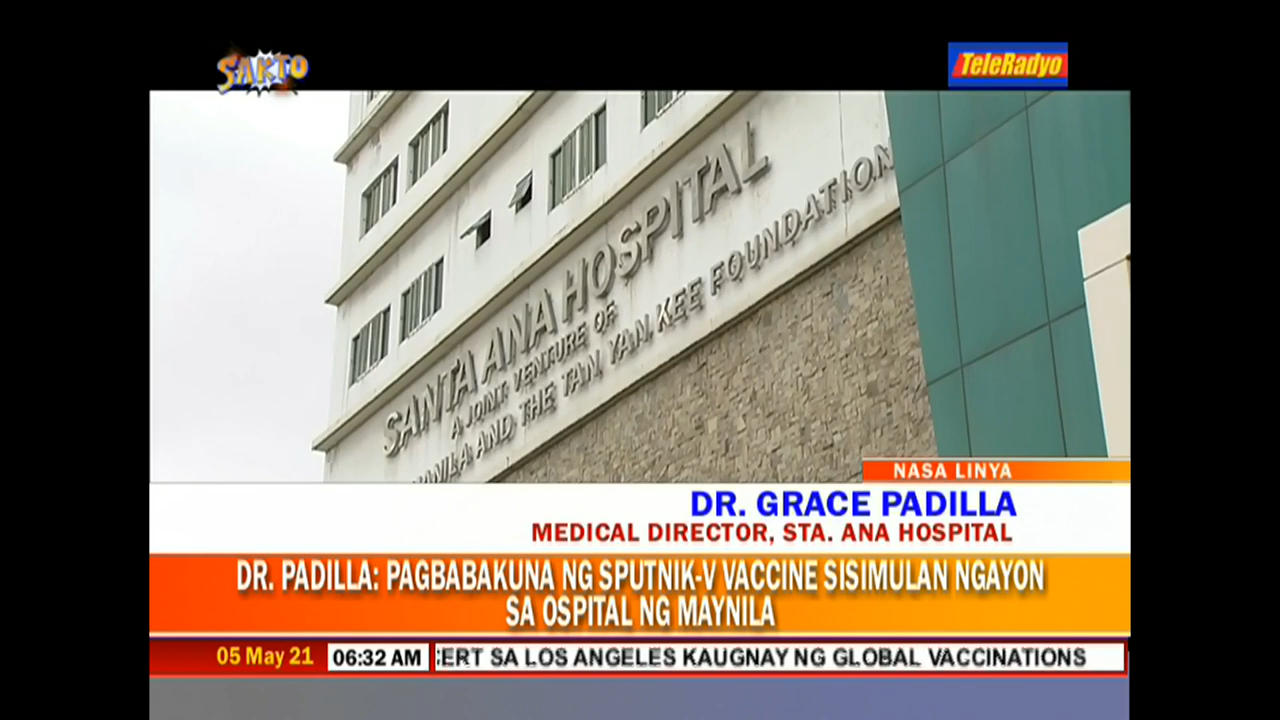 SAKTO
TeleRadyo
SANTA ANA HOSPITAL
A JOINT VENTURE OF
MANILA AND THE TAN YAN KEE FOUNDATION
NASA LINYA
DR. GRACE PADILLA
MEDICAL DIRECTOR, STA. ANA HOSPITAL
DR. PADILLA: PAGBABAKUNA NG SPUTNIK-V VACCINE SISIMULAN NGAYON
SA OSPITAL NG MAYNILA
05 May 21 06:32 AM ERT SA LOS ANGELES KAUGNAY NG GLOBAL VACCINATIONS